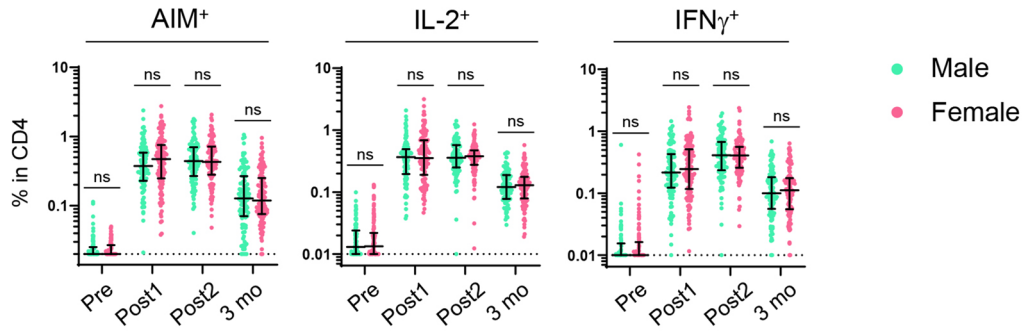 AIM+ IL-2+ IFNγ+
Male
Female
% in CD4
10
1
0.1
ns ns ns ns
Pre Post1 Post2 3 mo
10
1
0.1
0.01
ns ns ns ns
Pre Post1 Post2 3 mo
10
1
0.1
0.01
ns ns ns ns
Pre Post1 Post2 3 mo